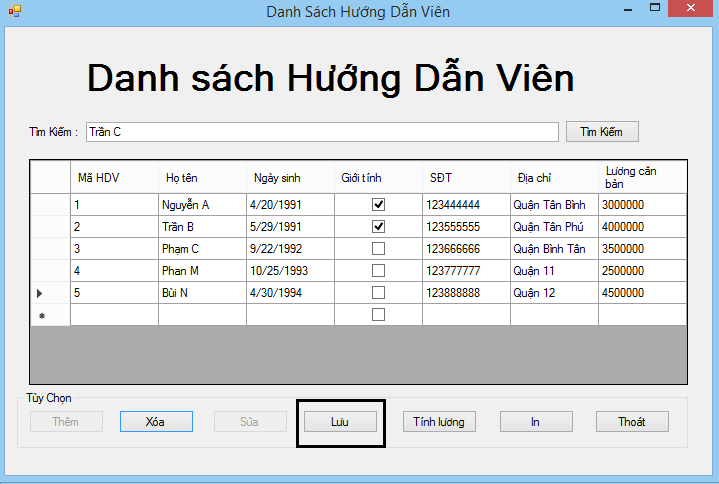 Danh Sách Hướng Dẫn Viên
Danh sách Hướng Dẫn Viên
Tìm Kiếm : Trần C Tìm Kiếm
Mã HDV Họ tên Ngày sinh Giới tính SĐT Địa chỉ Lương căn bản
1 Nguyễn A 4/20/1991 123444444 Quận Tân Bình 3000000
2 Trần B 5/29/1991 123555555 Quận Tân Phú 4000000
3 Phạm C 9/22/1992 123666666 Quận Bình Tân 3500000
4 Phan M 10/25/1993 123777777 Quận 11 2500000
5 Bùi N 4/30/1994 123888888 Quận 12 4500000
Tùy Chọn
Thêm Xóa Sửa Lưu Tính lương In Thoát